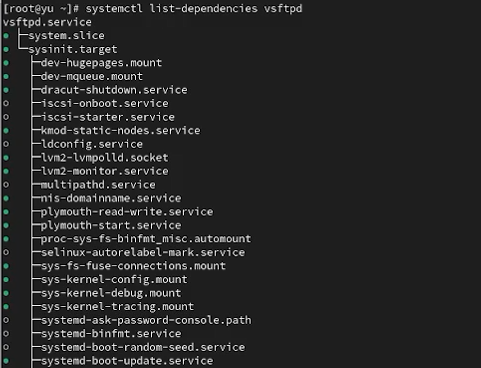 [root@yu ~]# systemctl list-dependencies vsftpd
vsftpd.service
● ├─system.slice
● └─sysinit.target
●   ├─dev-hugepages.mount
●   ├─dev-mqueue.mount
●   ├─dracut-shutdown.service
○   ├─iscsi-onboot.service
○   ├─iscsi-starter.service
●   ├─kmod-static-nodes.service
○   ├─ldconfig.service
●   ├─lvm2-lvmpolld.socket
●   ├─lvm2-monitor.service
○   ├─multipathd.service
●   ├─nis-domainname.service
●   ├─plymouth-read-write.service
●   ├─plymouth-start.service
●   ├─proc-sys-fs-binfmt_misc.automount
○   ├─selinux-autorelabel-mark.service
●   ├─sys-fs-fuse-connections.mount
●   ├─sys-kernel-config.mount
●   ├─sys-kernel-debug.mount
●   ├─sys-kernel-tracing.mount
○   ├─systemd-ask-password-console.path
○   ├─systemd-binfmt.service
○   ├─systemd-boot-random-seed.service
●   ├─systemd-boot-update.service